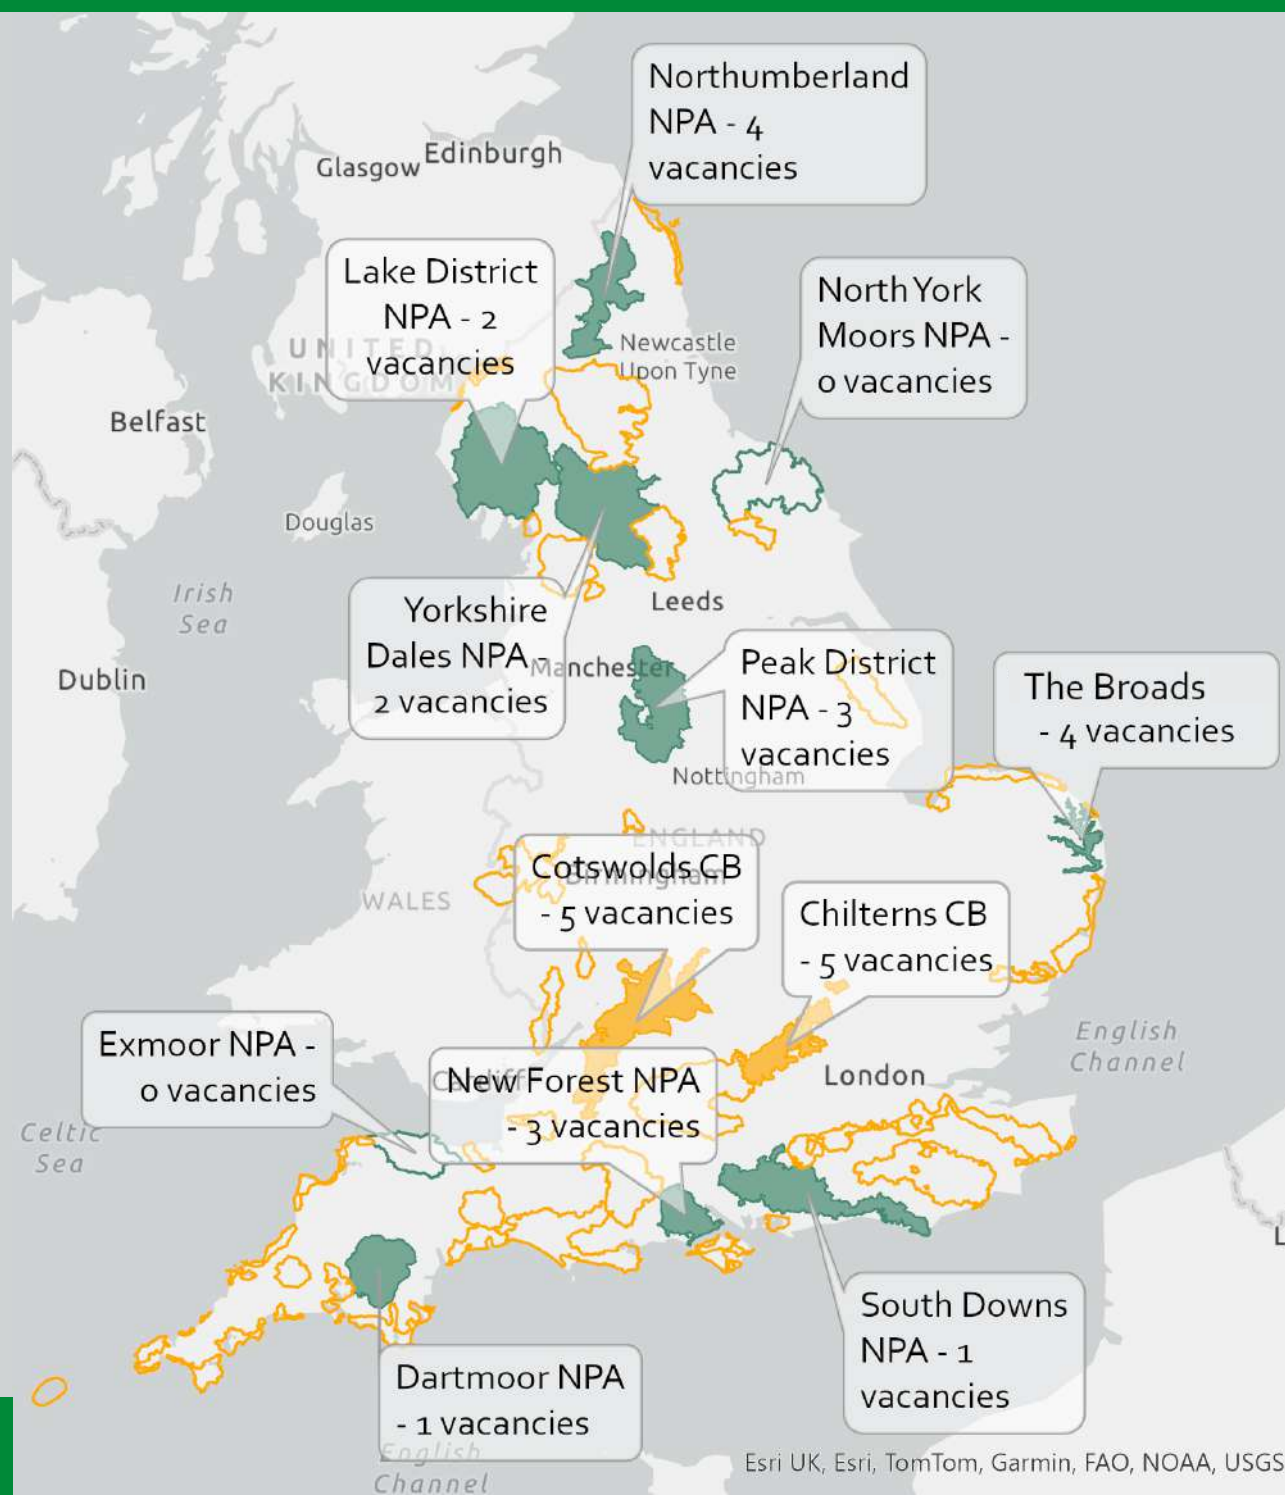 Northumberland
NPA - 4
vacancies
Glasgow
Edinburgh
Lake District
NPA - 2
vacancies
North York
Moors NPA -
0 vacancies
UNITED
KINGDOM
Newcastle
Upon Tyne
Belfast
Douglas
Irish
Sea
Leeds
Yorkshire
Dales NPA -
2 vacancies
Manchester
Dublin
Peak District
NPA - 3
vacancies
The Broads
- 4 vacancies
Nottingham
ENGLAND
Cotswolds CB
- 5 vacancies
Birmingham
WALES
Chilterns CB
- 5 vacancies
Exmoor NPA -
0 vacancies
English
Channel
New Forest NPA
- 3 vacancies
Cardiff
London
Celtic
Sea
South Downs
NPA - 1
vacancies
Dartmoor NPA
- 1 vacancies
English
Channel
Esri UK, Esri, TomTom, Garmin, FAO, NOAA, USGS